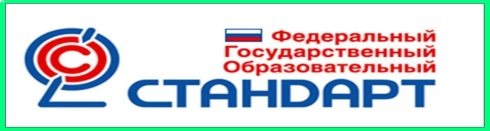 Федеральный
Государственный
Образовательный
СТАНДАРТ